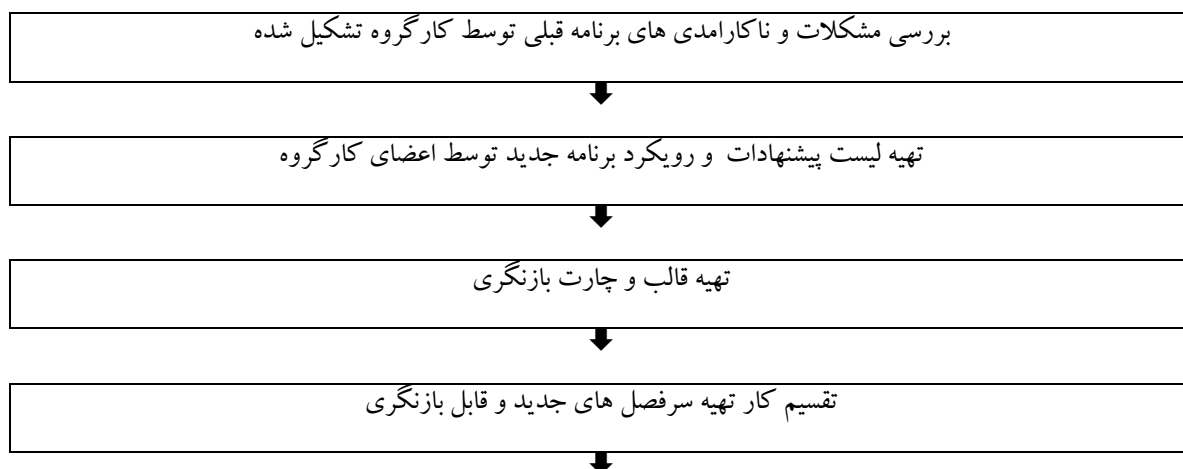 بررسی مشکلات و ناکارامدی های برنامه قبلی توسط کارگروه تشکیل شده
تهیه لیست پیشنهادات و رویکرد برنامه جدید توسط اعضای کارگروه
تهیه قالب و چارت بازنگری
تقسیم کار تهیه سرفصل های جدید و قابل بازنگری